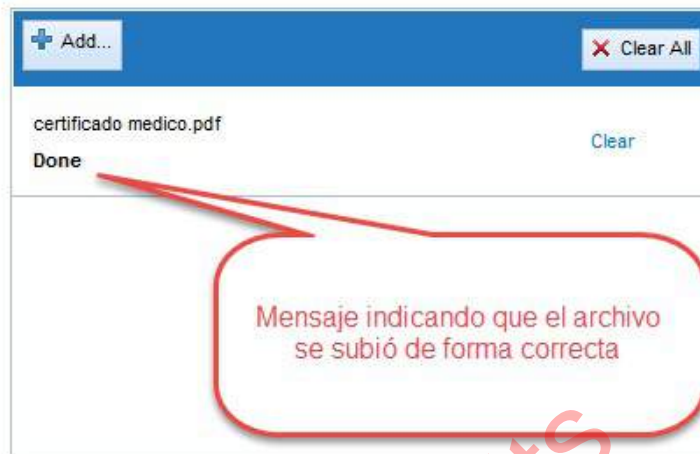 Add...
Clear All
certificado medico.pdf
Clear
Done
Mensaje indicando que el archivo
se subió de forma correcta